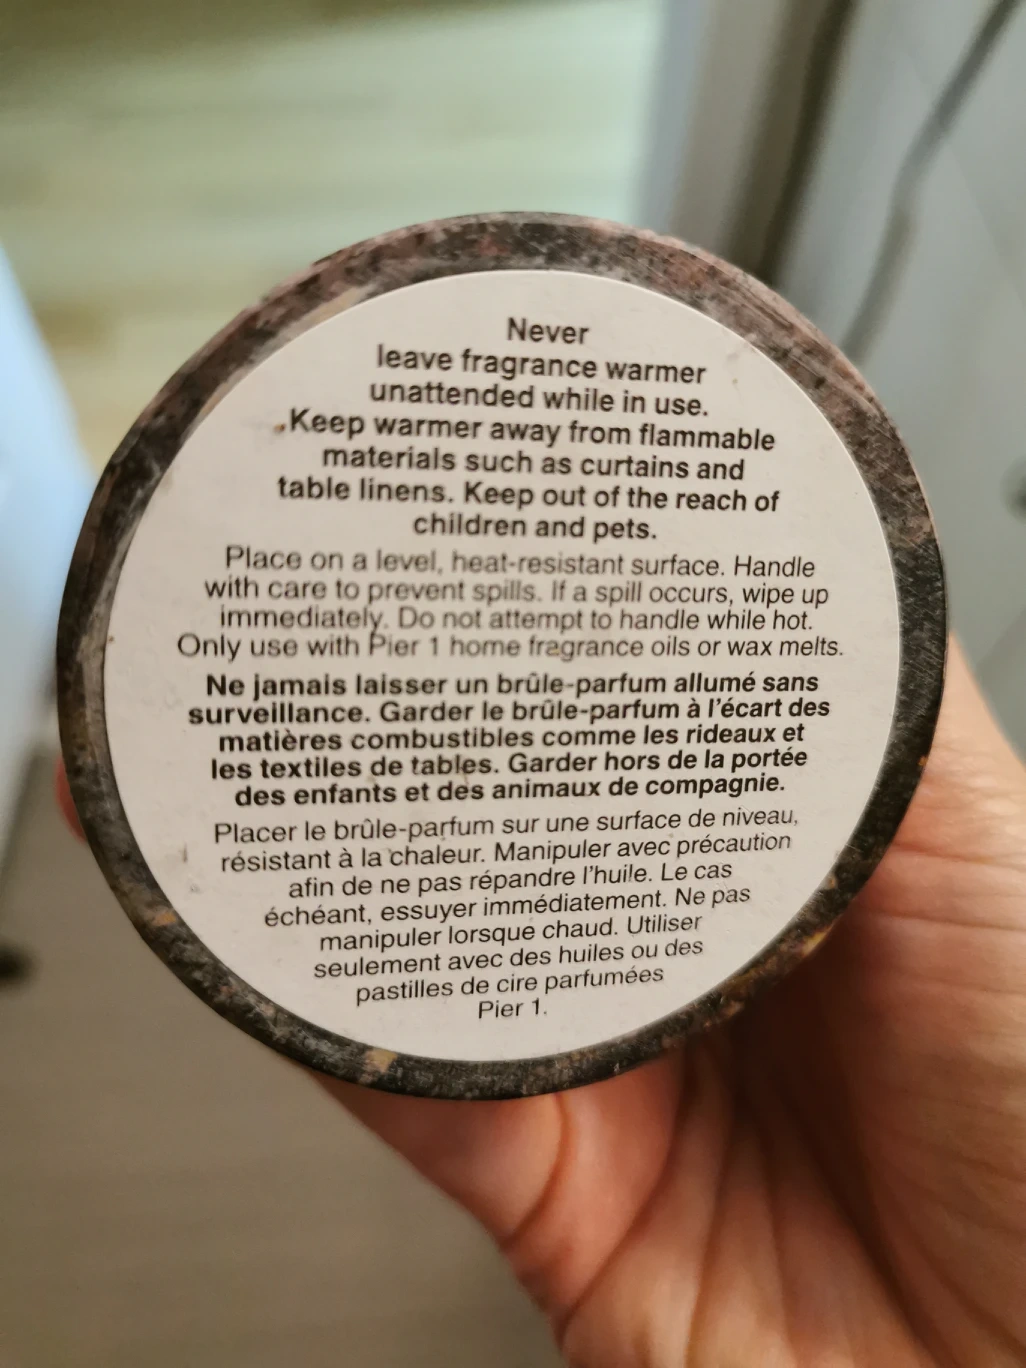 Never
leave fragrance warmer
unattended while in use.
Keep warmer away from flammable
materials such as curtains and
table linens. Keep out of the reach of
children and pets.
Place on a level, heat-resistant surface. Handle
with care to prevent spills. If a spill occurs, wipe up
immediately. Do not attempt to handle while hot.
Only use with Pier 1 home fragrance oils or wax melts.
Ne jamais laisser un brûle-parfum allumé sans
surveillance. Garder le brûle-parfum à l'écart des
matières combustibles comme les rideaux et
les textiles de tables. Garder hors de la portée
des enfants et des animaux de compagnie.
Placer le brûle-parfum sur une surface de niveau,
résistant à la chaleur. Manipuler avec précaution
afin de ne pas répandre l'huile. Le cas
échéant, essuyer immédiatement. Ne pas
manipuler lorsque chaud. Utiliser
seulement avec des huiles ou des
pastilles de cire parfumées
Pier 1.